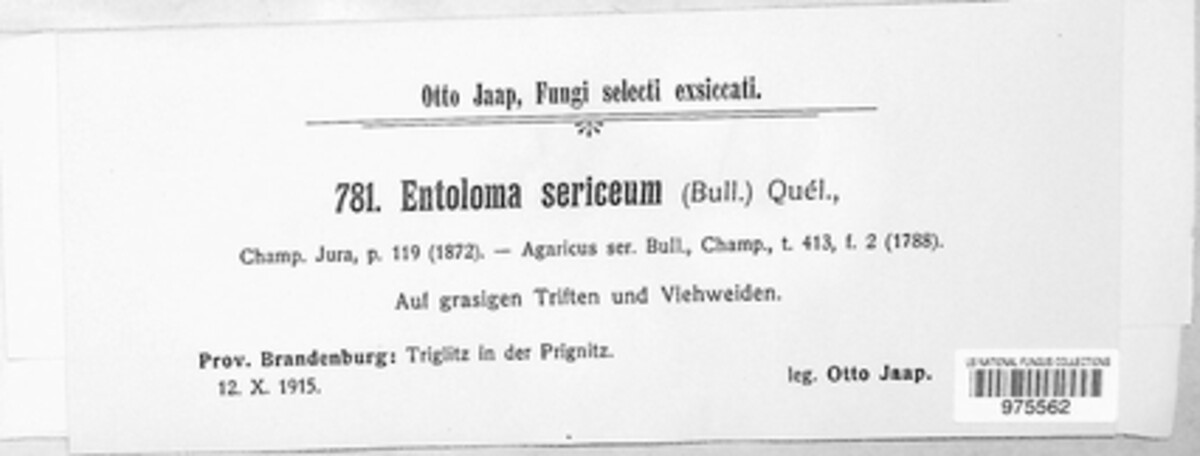 Otto Jaap, Fungi selecti exsiccati.
781. Entoloma sericeum (Bull.) Quél.,
Champ. Jura, p. 119 (1872). — Agaricus ser. Bull., Champ., t. 413, f. 2 (1788).
Auf grasigen Triften und Viehweiden.
Prov. Brandenburg: Triglitz in der Prignitz.
12. X. 1915.
leg. Otto Jaap.
US NATIONAL FUNGUS COLLECTIONS
975562